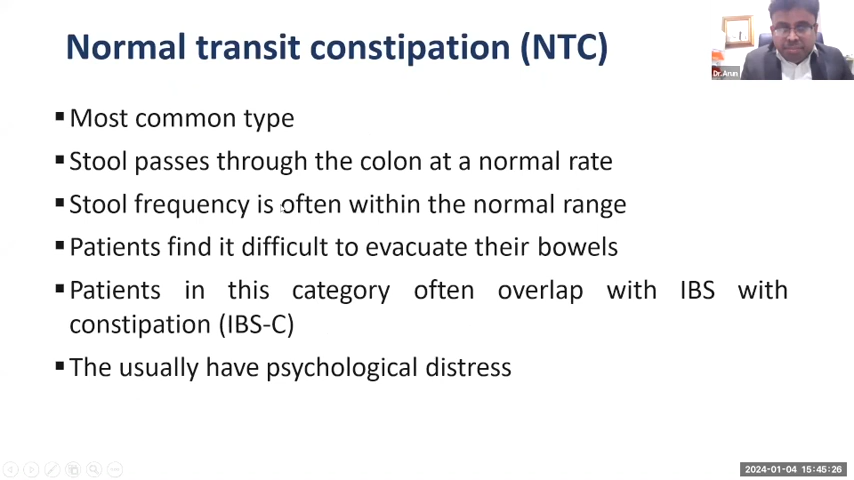 Normal transit constipation (NTC)
Dr.Arun
▪Most common type
▪Stool passes through the colon at a normal rate
▪Stool frequency is often within the normal range
▪Patients find it difficult to evacuate their bowels
▪Patients in this category often overlap with IBS with
constipation (IBS-C)
▪The usually have psychological distress
2024-01-04 15:45:26